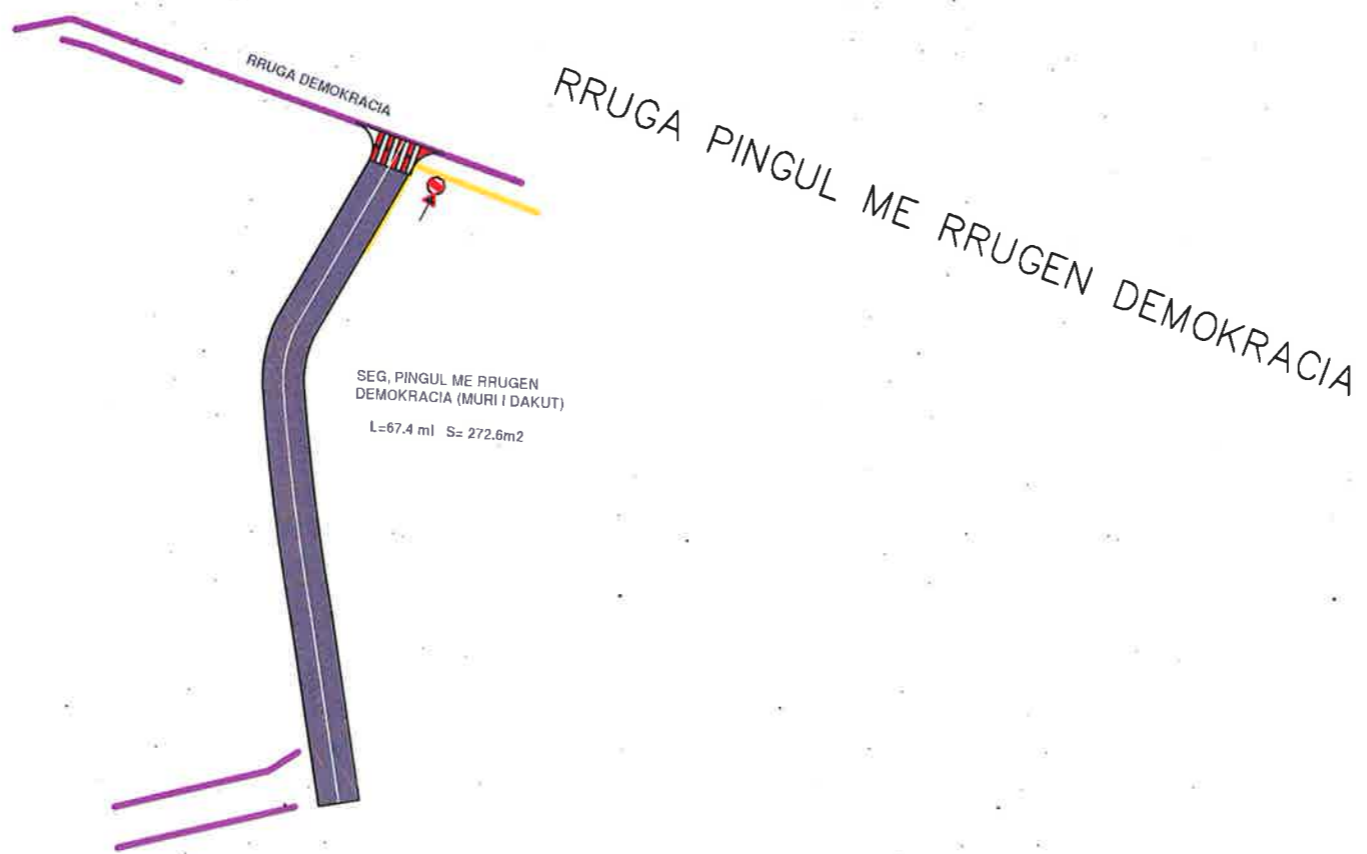 RRUGA DEMOKRACIA
RRUGA PINGUL ME RRUGEN DEMOKRACIA
SEG, PINGUL ME RRUGEN
DEMOKRACIA (MURI I DAKUT)
L=67.4 ml S= 272.6m2